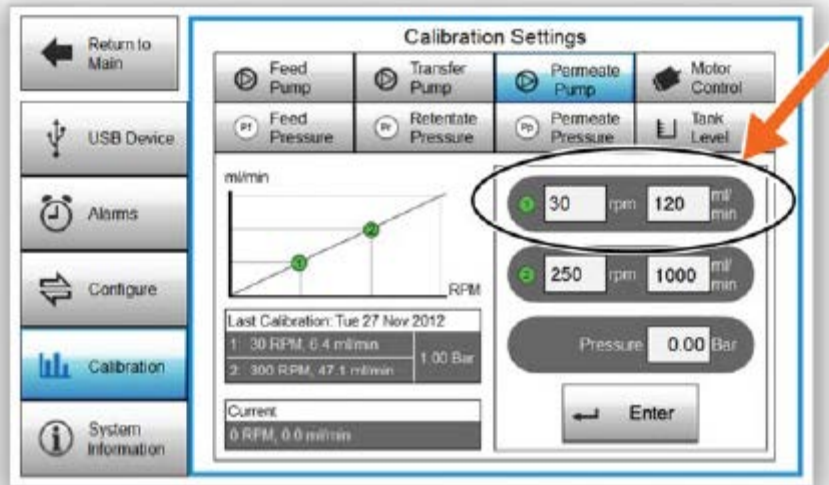 Return to
Main
USB Device
Alarms
Configure
Calibration
System
Information
Calibration Settings
Feed
Pump
Transfer
Pump
Permeate
Pump
Motor
Control
Pf
Feed
Pressure
Pr
Retentate
Pressure
Pp
Permeate
Pressure
Tank
Level
ml/min
1
2
RPM
Last Calibration: Tue 27 Nov 2012
1: 30 RPM, 6.4 ml/min
2: 300 RPM, 47.1 ml/min
1.00 Bar
Current
0 RPM, 0.0 ml/min
1 30 rpm 120 ml/
min
2 250 rpm 1000 ml/
min
Pressure 0.00 Bar
Enter